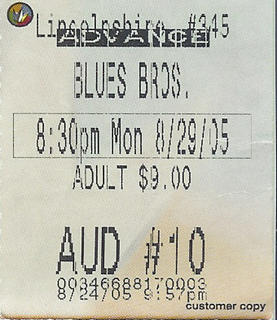 Lincolnshire #345
ADVANCE
BLUES BROS.
8:30pm Mon 8/29/05
ADULT $9.00
AUD #10
00346688170003
8/24/05 9:57pm
customer copy